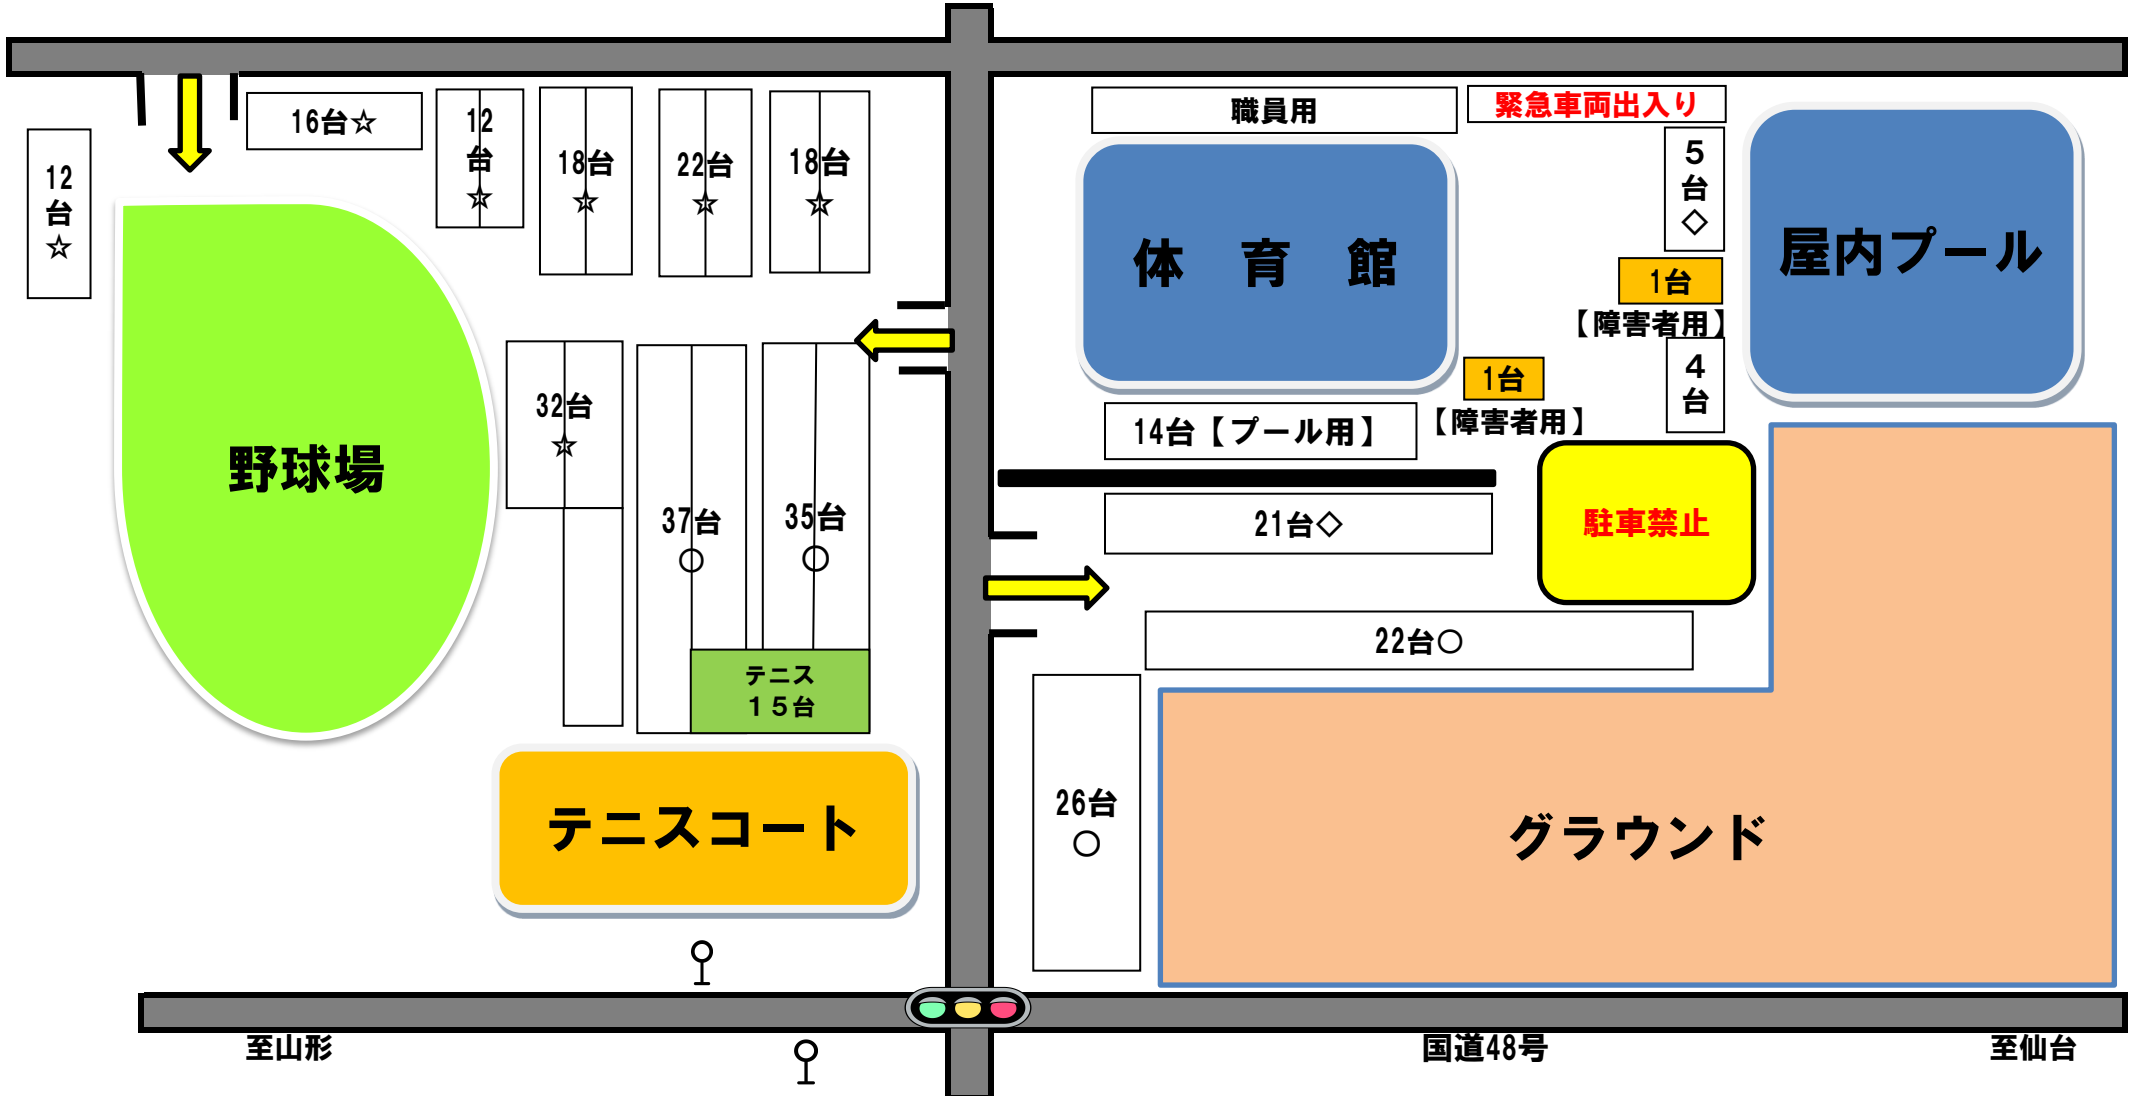 16台☆
12
台
☆
12
台
☆
18台
☆
22台
☆
18台
☆
職員用
緊急車両出入り
5
台
◇
体　育　館
屋内プール
1台
【障害者用】
4
台
1台
【障害者用】
14台【プール用】
32台
☆
野球場
37台
○
35台
○
21台◇
駐車禁止
22台○
テニス
15台
テニスコート
26台
○
グラウンド
至山形
国道48号
至仙台